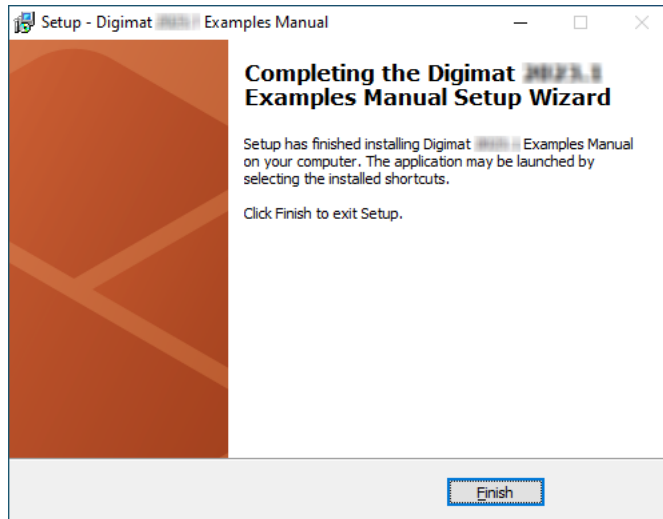 Setup - Digimat Examples Manual
Completing the Digimat
Examples Manual Setup Wizard
Setup has finished installing Digimat Examples Manual
on your computer. The application may be launched by
selecting the installed shortcuts.
Click Finish to exit Setup.
Finish